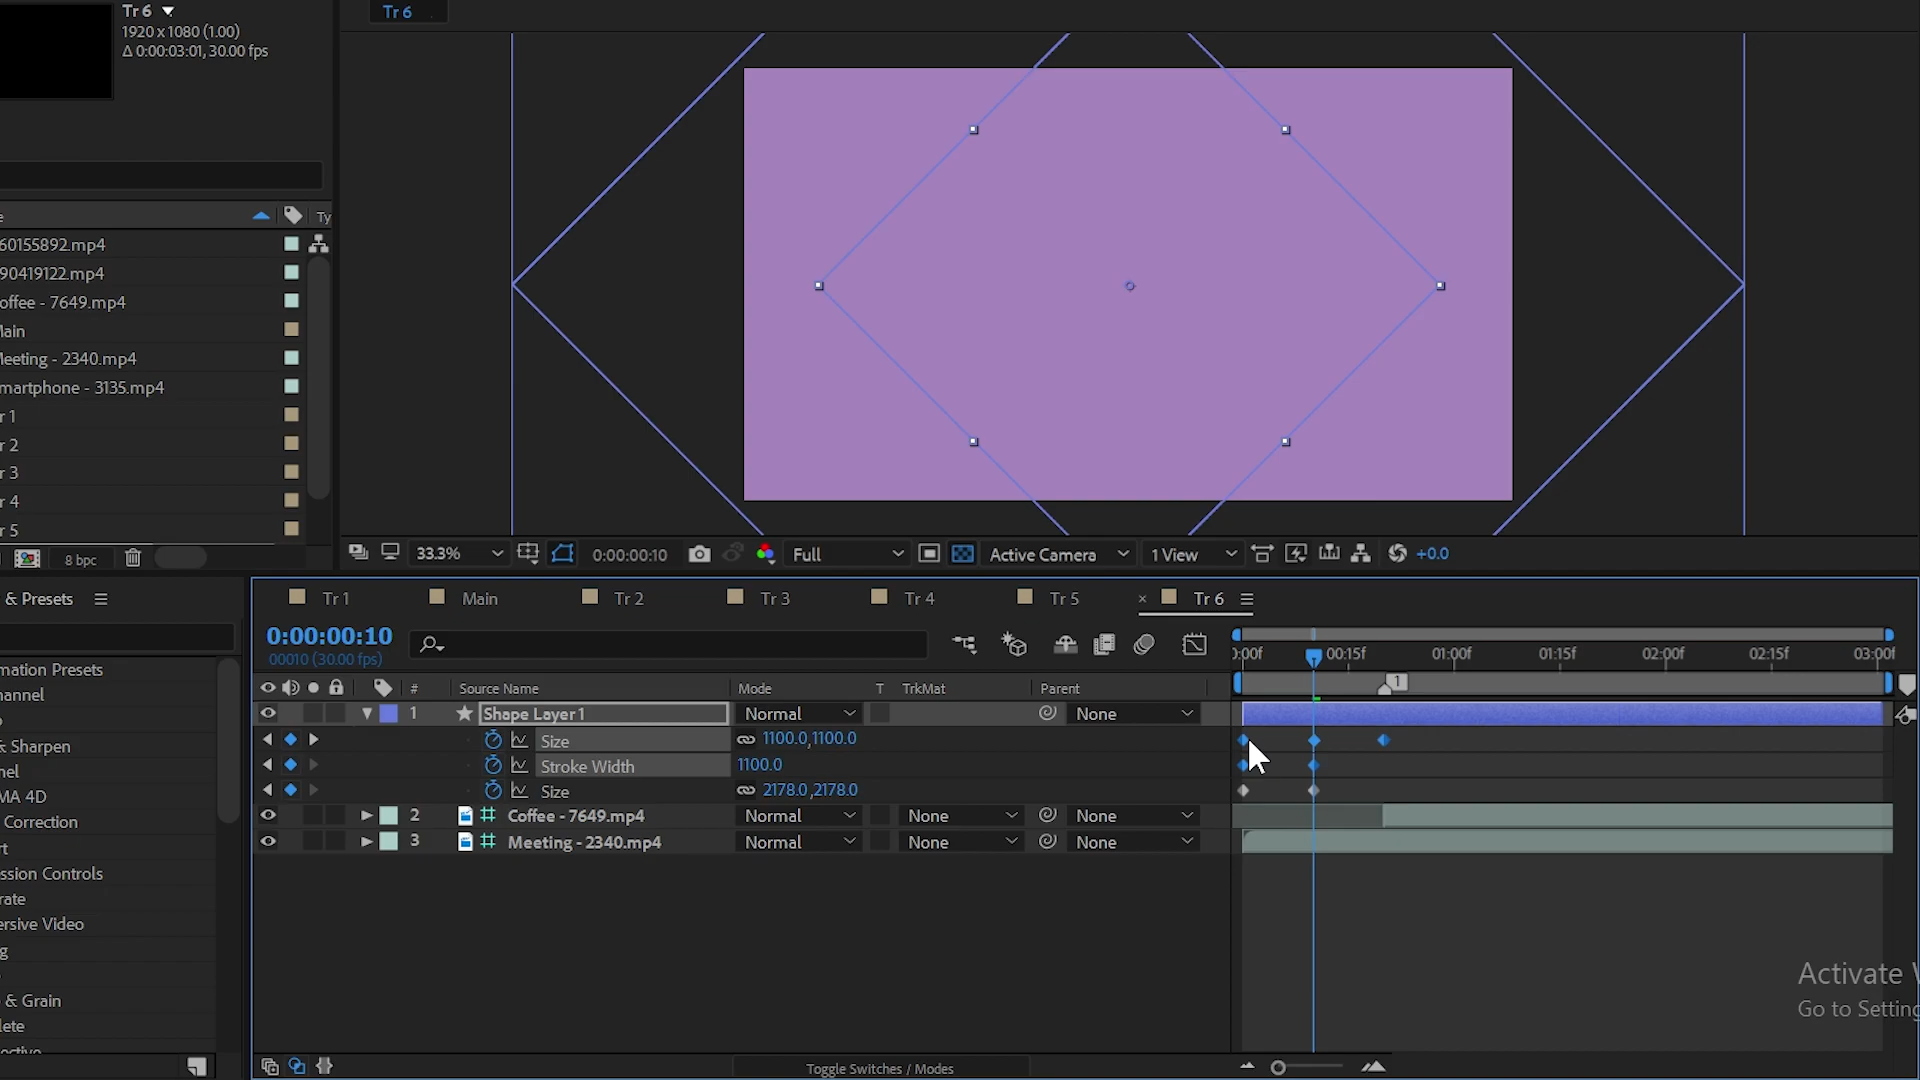 Tr 6
1920 x 1080 (1.00)
Δ 0:00:03:01, 30.00 fps
Tr 6
e
Ty
60155892.mp4
90419122.mp4
offee - 7649.mp4
ain
eeting - 2340.mp4
martphone - 3135.mp4
r 1
r 2
r 3
r 4
r 5
8 bpc
33.3%
0:00:00:10
Full
Active Camera
1 View
+0.0
& Presets
Tr 1
Main
Tr 2
Tr 3
Tr 4
Tr 5
× Tr 6
0:00:00:10
00010 (30.00 fps)
0:00f
00:15f
01:00f
01:15f
02:00f
02:15f
03:00f
1
#
Source Name
Mode
T
TrkMat
Parent
1
Shape Layer 1
Normal
None
Size
1100.0,1100.0
Stroke Width
1100.0
Size
2178.0,2178.0
2
Coffee - 7649.mp4
Normal
None
None
3
Meeting - 2340.mp4
Normal
None
None
mation Presets
hannel
o
& Sharpen
nel
MA 4D
Correction
rt
ssion Controls
rate
ersive Video
g
& Grain
lete
Toggle Switches / Modes
Activate
Go to Setting